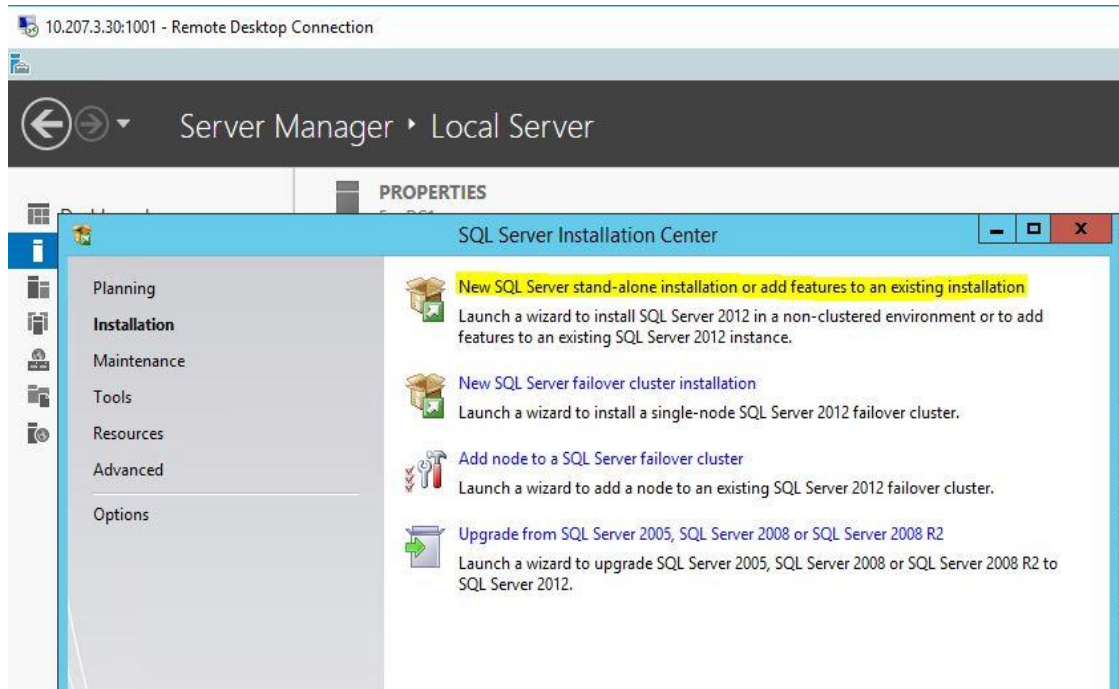 10.207.3.30:1001 - Remote Desktop Connection
Server Manager ‣ Local Server
PROPERTIES
SQL Server Installation Center
Planning
Installation
Maintenance
Tools
Resources
Advanced
Options
New SQL Server stand-alone installation or add features to an existing installation
Launch a wizard to install SQL Server 2012 in a non-clustered environment or to add
features to an existing SQL Server 2012 instance.
New SQL Server failover cluster installation
Launch a wizard to install a single-node SQL Server 2012 failover cluster.
Add node to a SQL Server failover cluster
Launch a wizard to add a node to an existing SQL Server 2012 failover cluster.
Upgrade from SQL Server 2005, SQL Server 2008 or SQL Server 2008 R2
Launch a wizard to upgrade SQL Server 2005, SQL Server 2008 or SQL Server 2008 R2 to
SQL Server 2012.